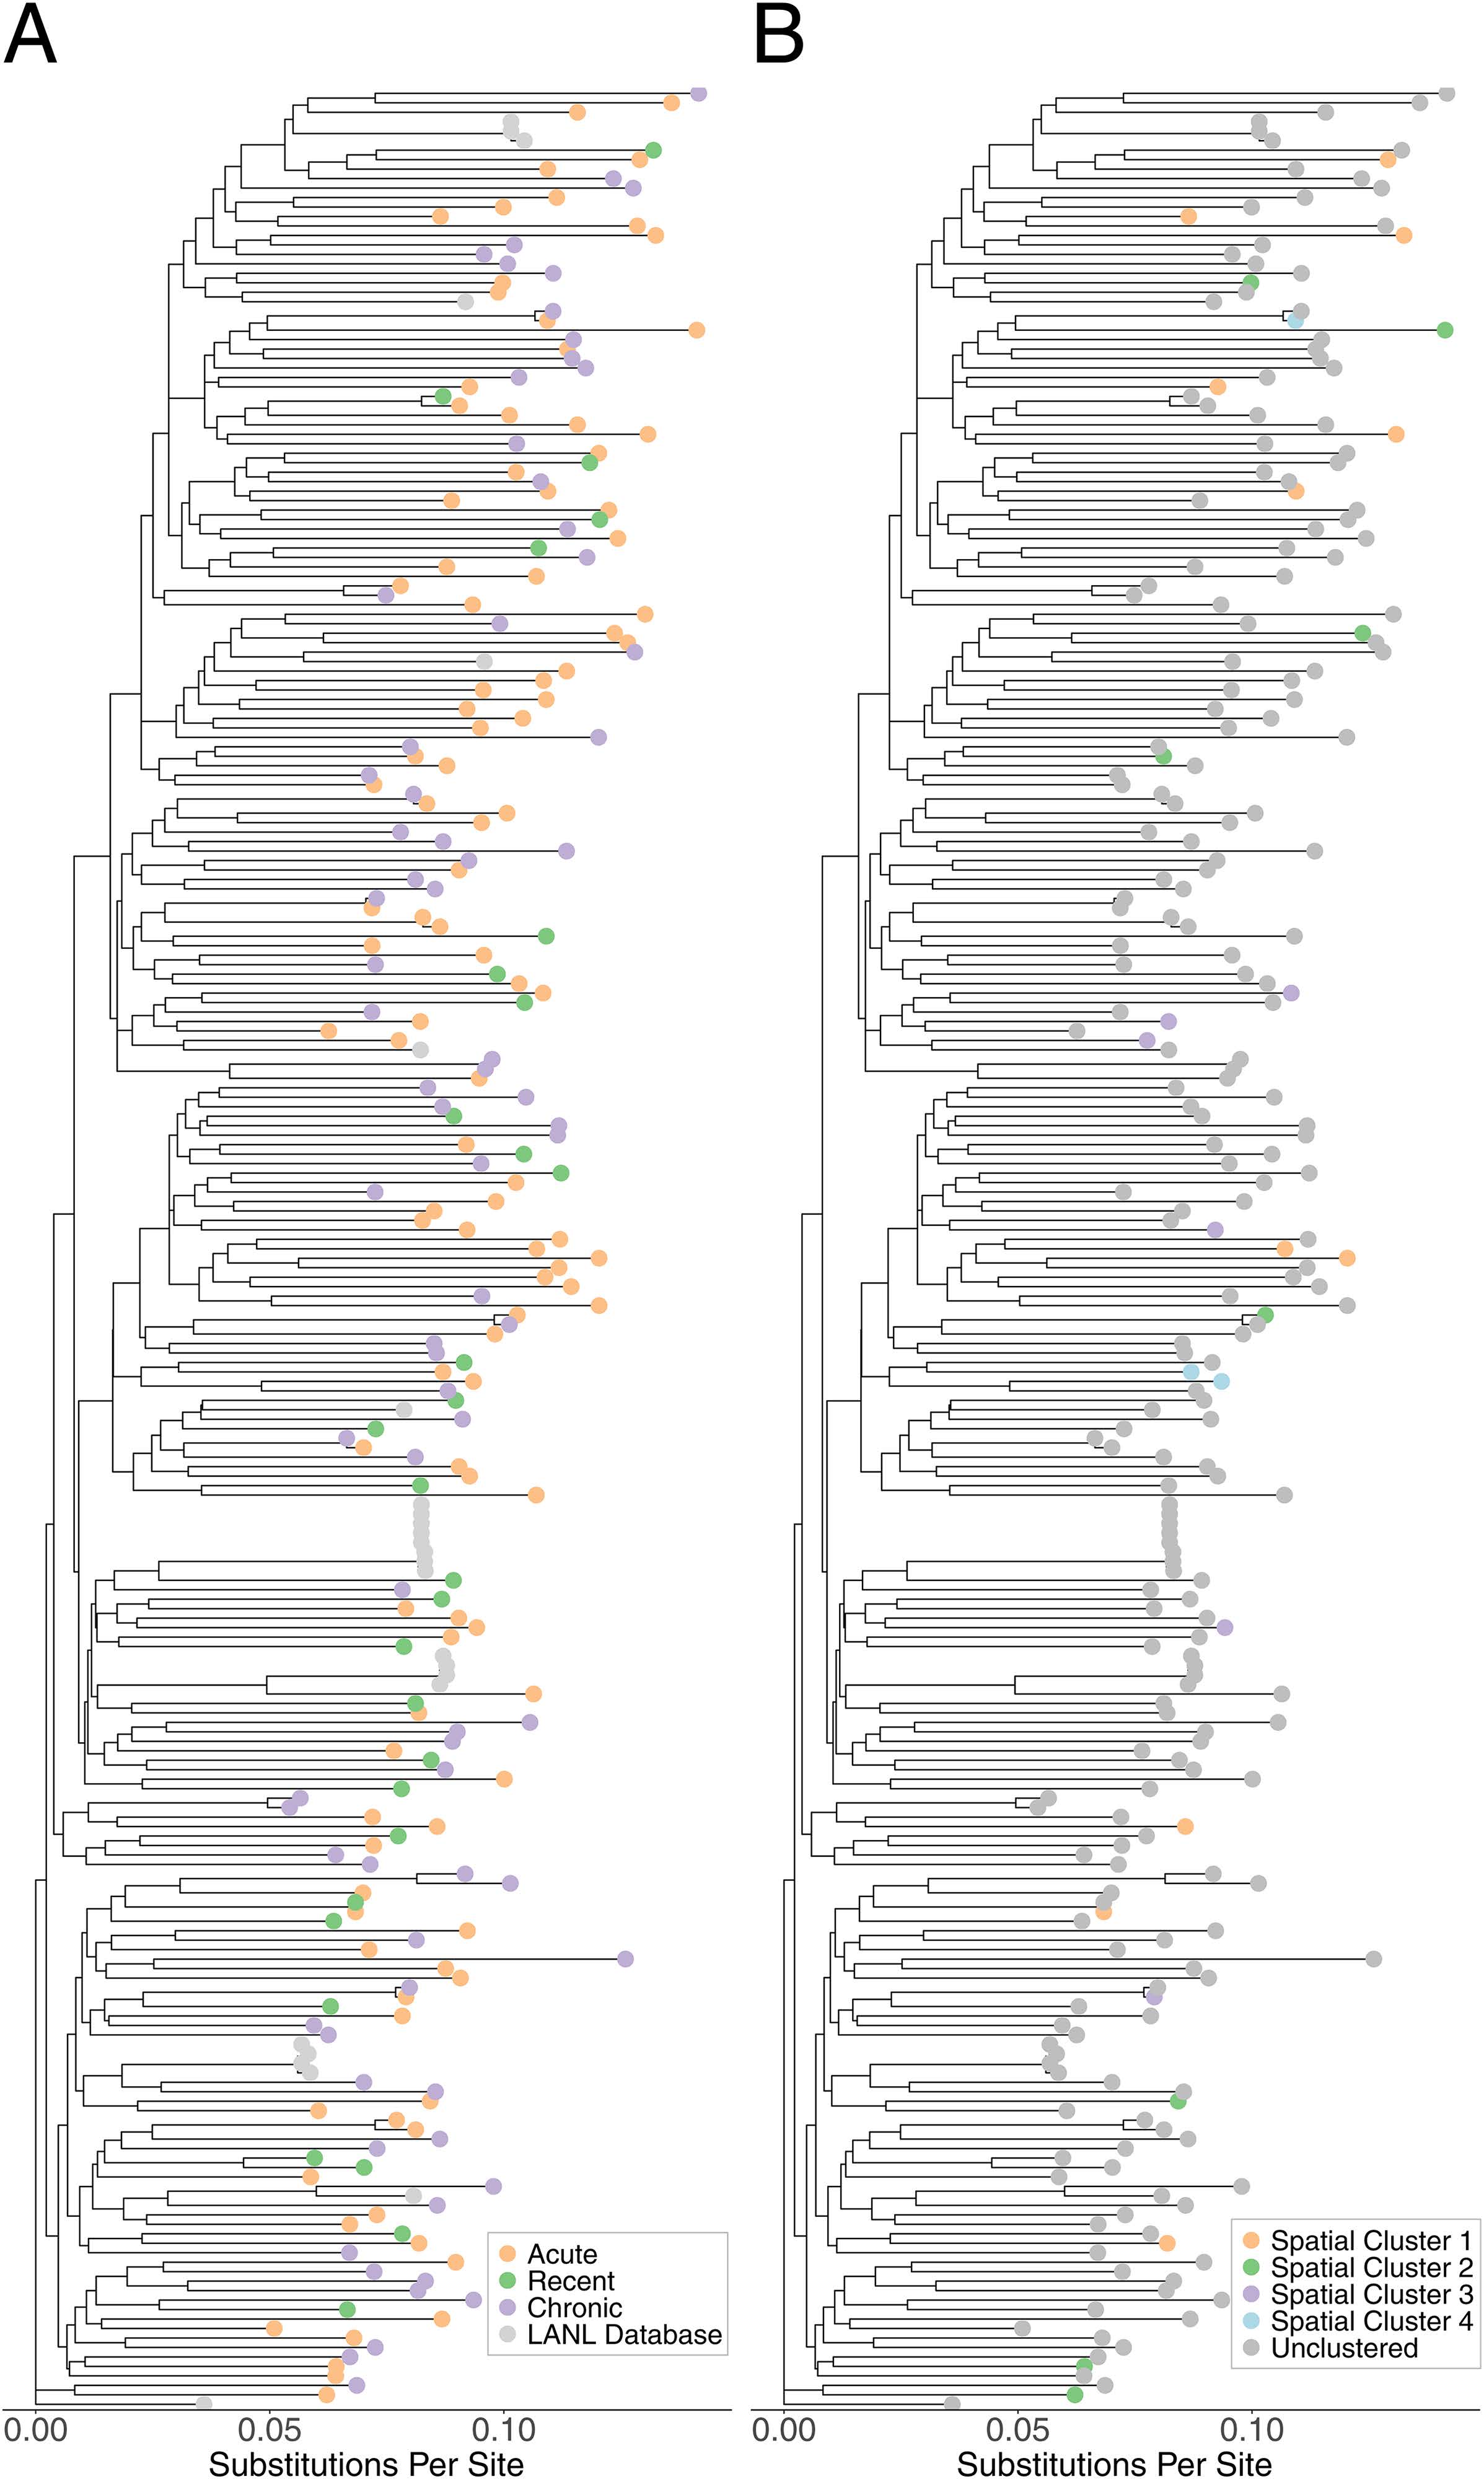 A
B
Acute
Recent
Chronic
LANL Database
Spatial Cluster 1
Spatial Cluster 2
Spatial Cluster 3
Spatial Cluster 4
Unclustered
0.00 0.05 0.10
Substitutions Per Site
0.00 0.05 0.10
Substitutions Per Site